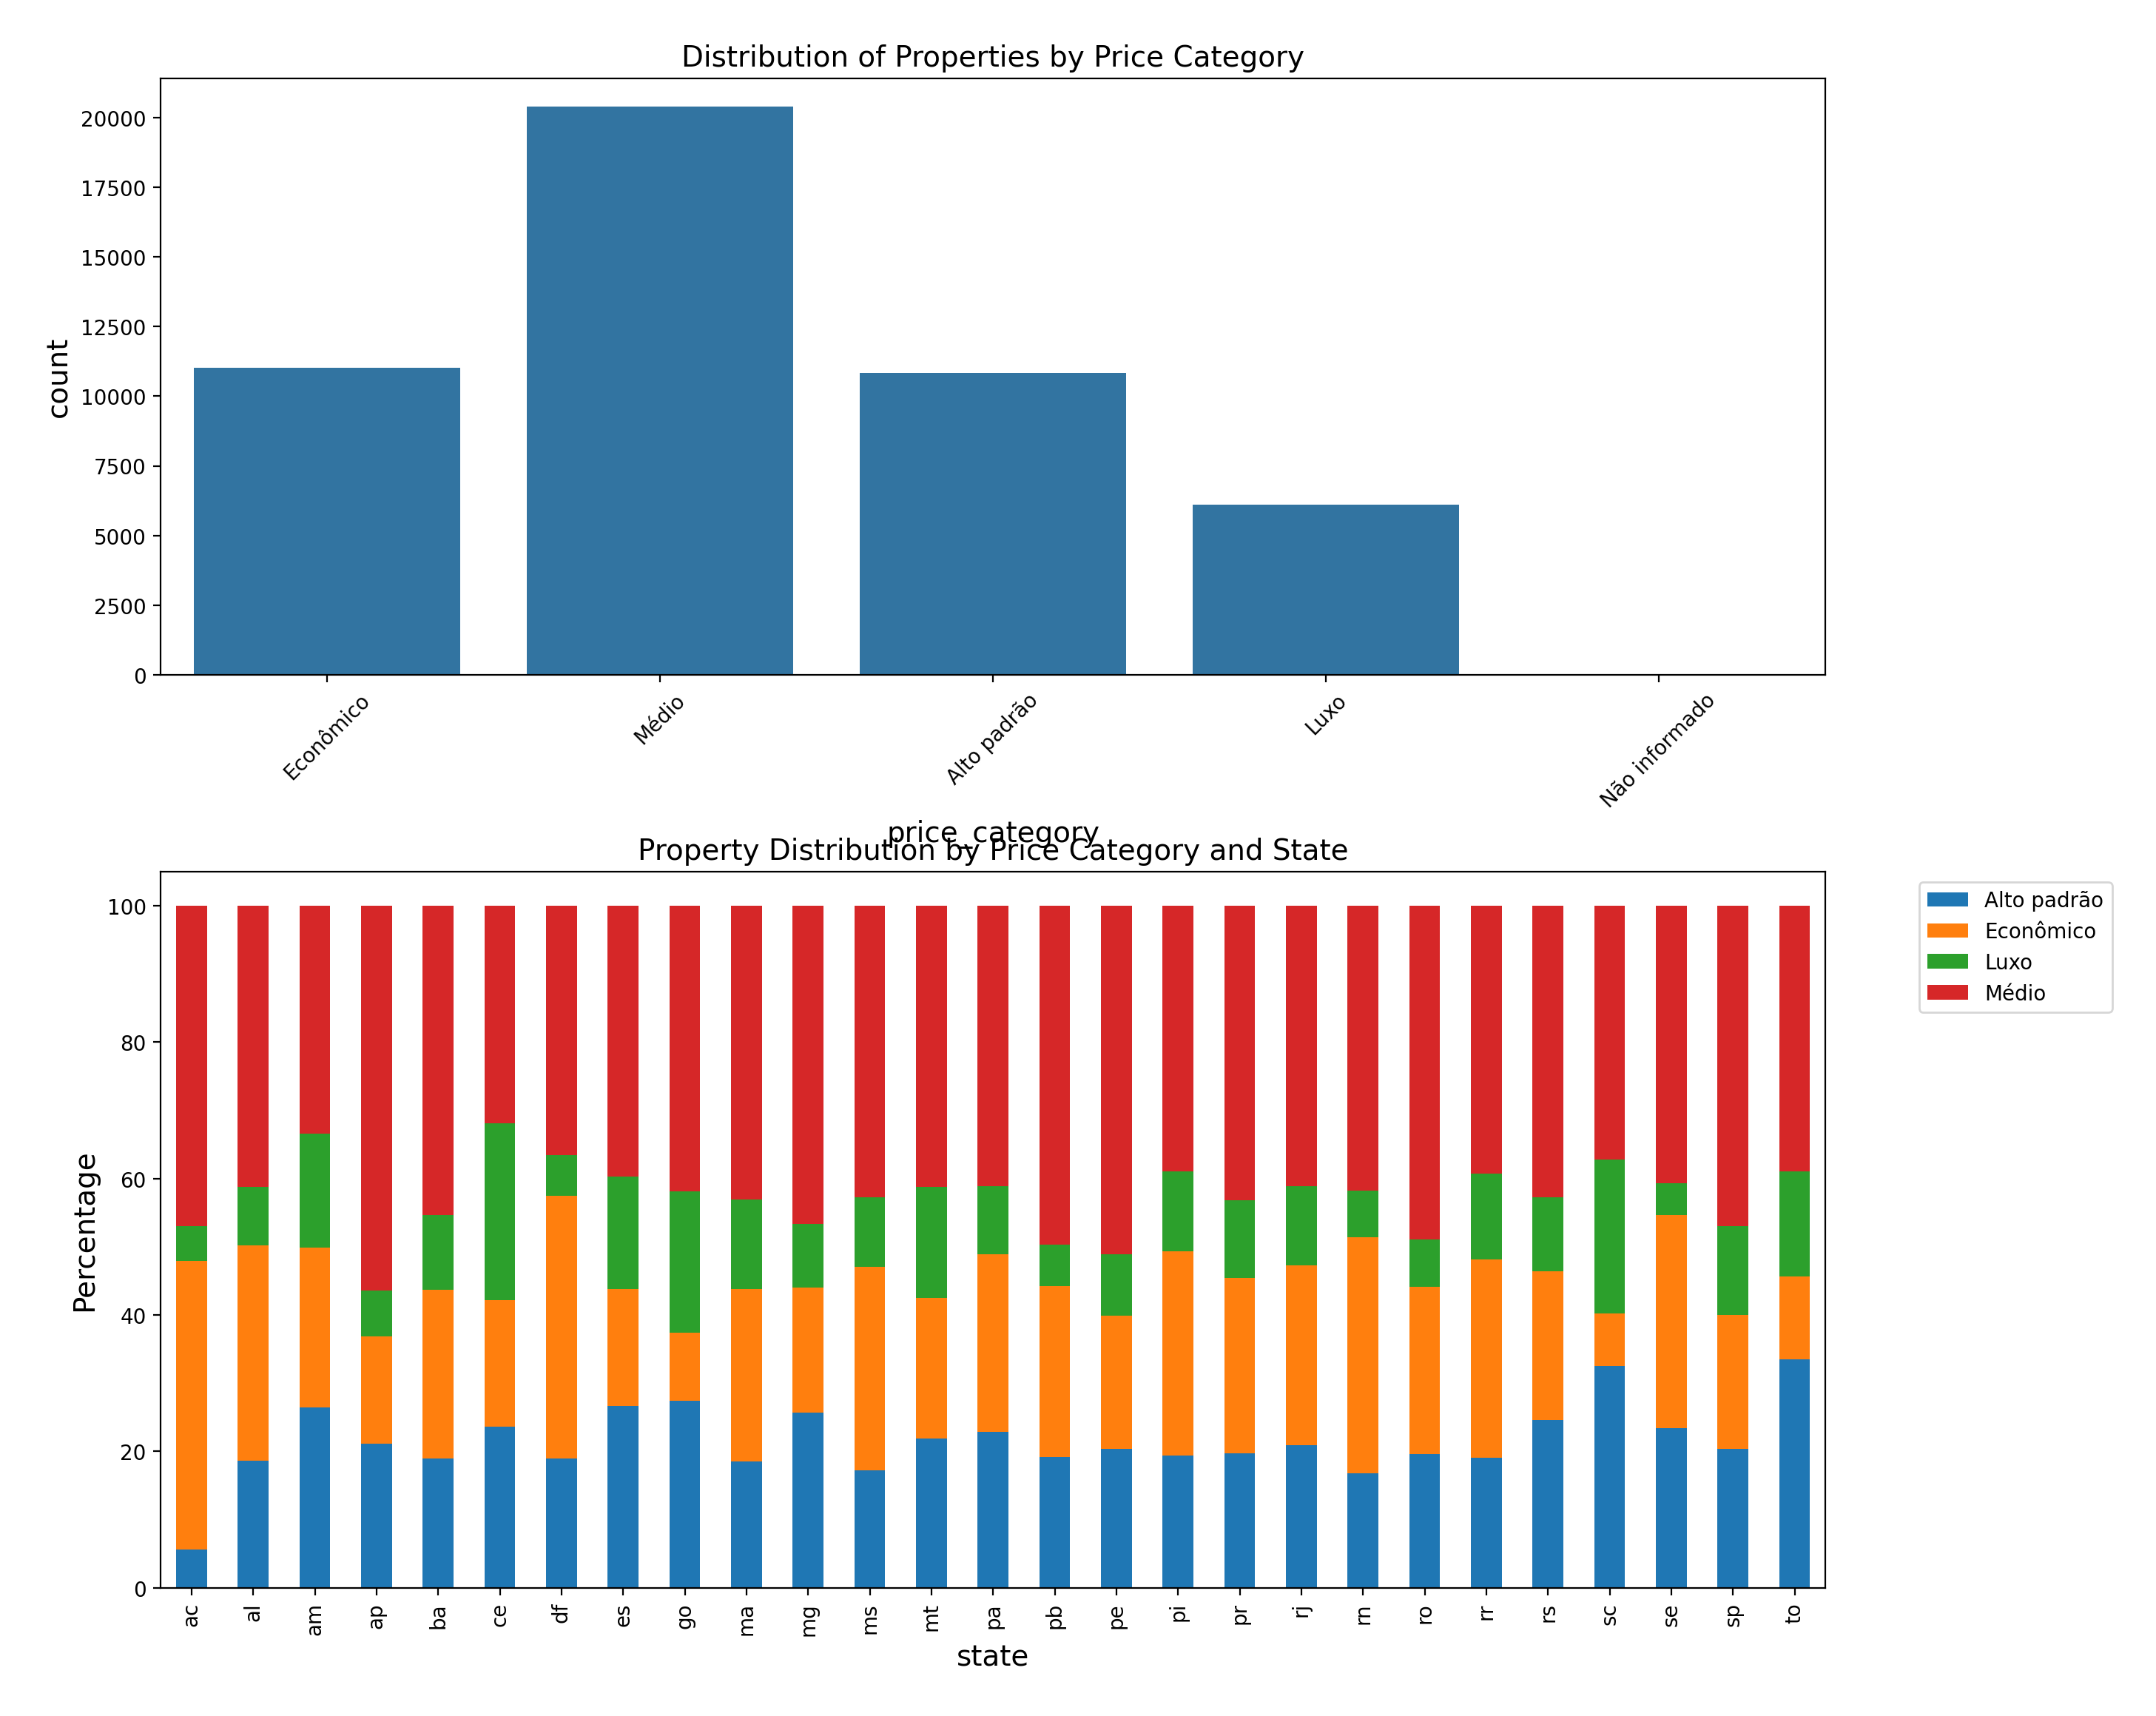 Distribution of Properties by Price Category
20000
17500
15000
12500
10000
7500
5000
2500
0
count
Econômico
Médio
Alto padrão
Luxo
Não informado
price_category
Property Distribution by Price Category and State
100
80
60
40
20
0
Percentage
ac
al
am
ap
ba
ce
df
es
go
ma
mg
ms
mt
pa
pb
pe
pi
pr
rj
rn
ro
rr
rs
sc
se
sp
to
state
Alto padrão
Econômico
Luxo
Médio